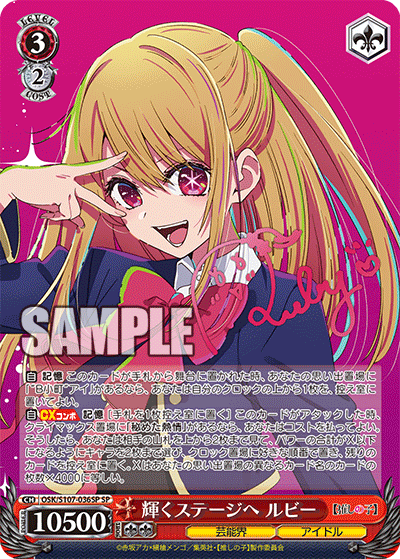 LEVEL
3
2
COST
Ruby
SAMPLE
自 記憶 このカードが手札から舞台に置かれた時、あなたの思い出置場に
「“B小町”アイ」があるなら、あなたは自分のクロックの上から1枚を、控え室
に置いてよい。
自 CXコンボ [手札を1枚控え室に置く] このカードがアタックした時、
クライマックス置場に「秘めた熱情」があるなら、あなたはコストを払ってよい。
そうしたら、あなたは相手の山札を上から2枚まで見て、パワーの合計がX以下
になるようにキャラを2枚まで選び、クロック置場に好きな順番で置き、残りの
カードを控え室に置く。Xはあなたの思い出置場の異なるカード名のカードの
枚数×4000に等しい。
CH OSK/S107-036SP SP
10500
輝くステージへ ルビー
【推しの子】
芸能界
アイドル
©赤坂アカ×横槍メンゴ／集英社・【推しの子】製作委員会